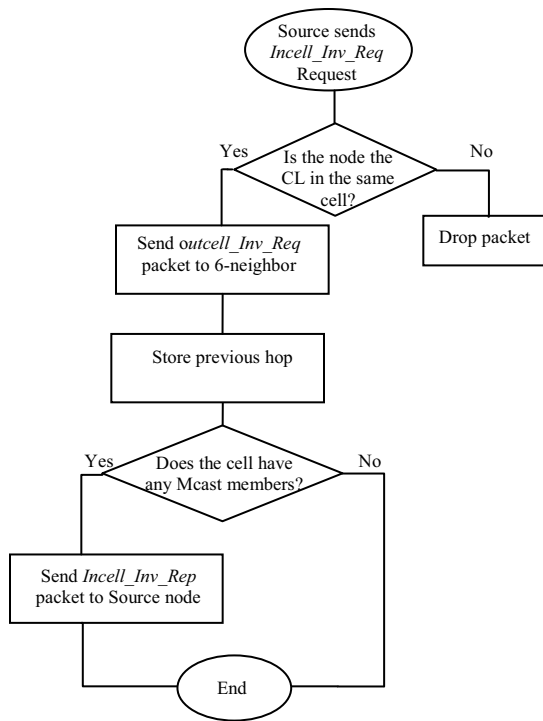 Source sends
Incell_Inv_Req
Request
Yes
No
Is the node the
CL in the same
cell?
Send outcell_Inv_Req
packet to 6-neighbor
Drop packet
Store previous hop
Yes
No
Does the cell have
any Mcast members?
Send Incell_Inv_Rep
packet to Source node
End